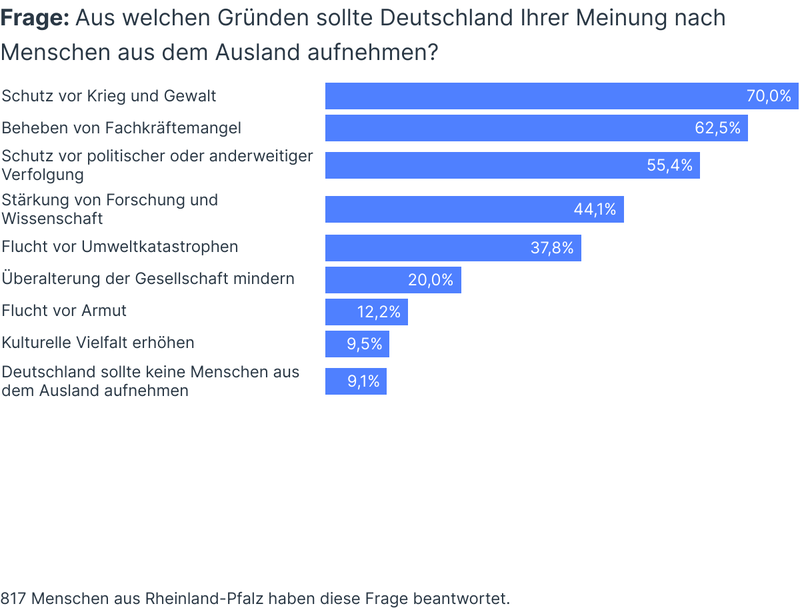 Frage: Aus welchen Gründen sollte Deutschland Ihrer Meinung nach
Menschen aus dem Ausland aufnehmen?
Schutz vor Krieg und Gewalt 70,0%
Beheben von Fachkräftemangel 62,5%
Schutz vor politischer oder anderweitiger
Verfolgung 55,4%
Stärkung von Forschung und
Wissenschaft 44,1%
Flucht vor Umweltkatastrophen 37,8%
Überalterung der Gesellschaft mindern 20,0%
Flucht vor Armut 12,2%
Kulturelle Vielfalt erhöhen 9,5%
Deutschland sollte keine Menschen aus
dem Ausland aufnehmen 9,1%
817 Menschen aus Rheinland-Pfalz haben diese Frage beantwortet.